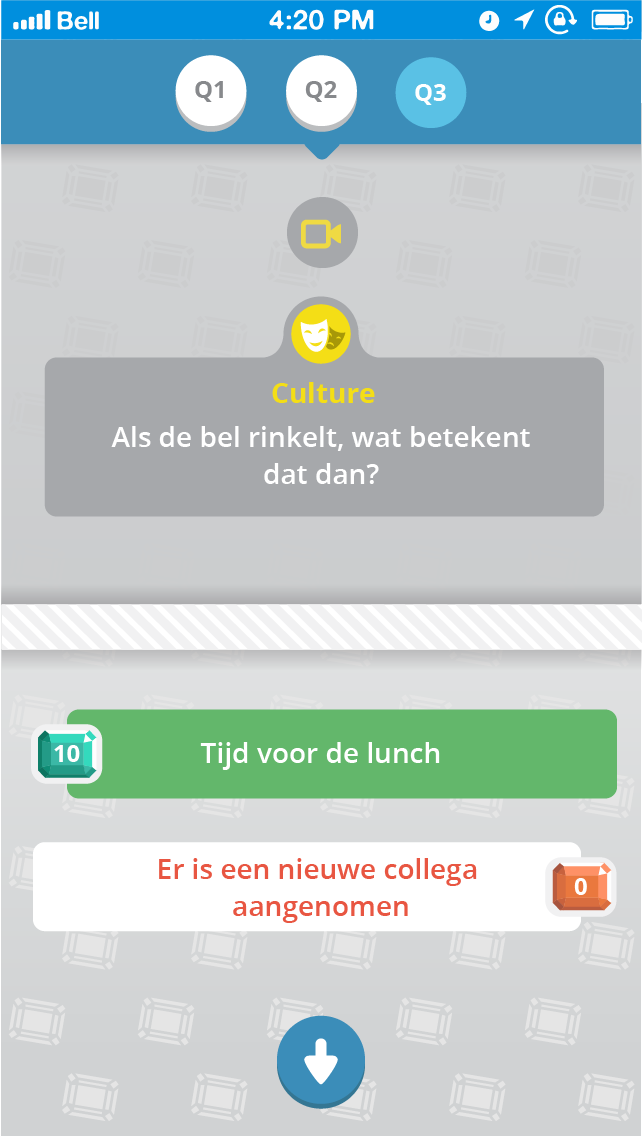 Bell 4:20 PM
Q1 Q2 Q3
Culture
Als de bel rinkelt, wat betekent
dat dan?
10 Tijd voor de lunch
Er is een nieuwe collega
aangenomen
0